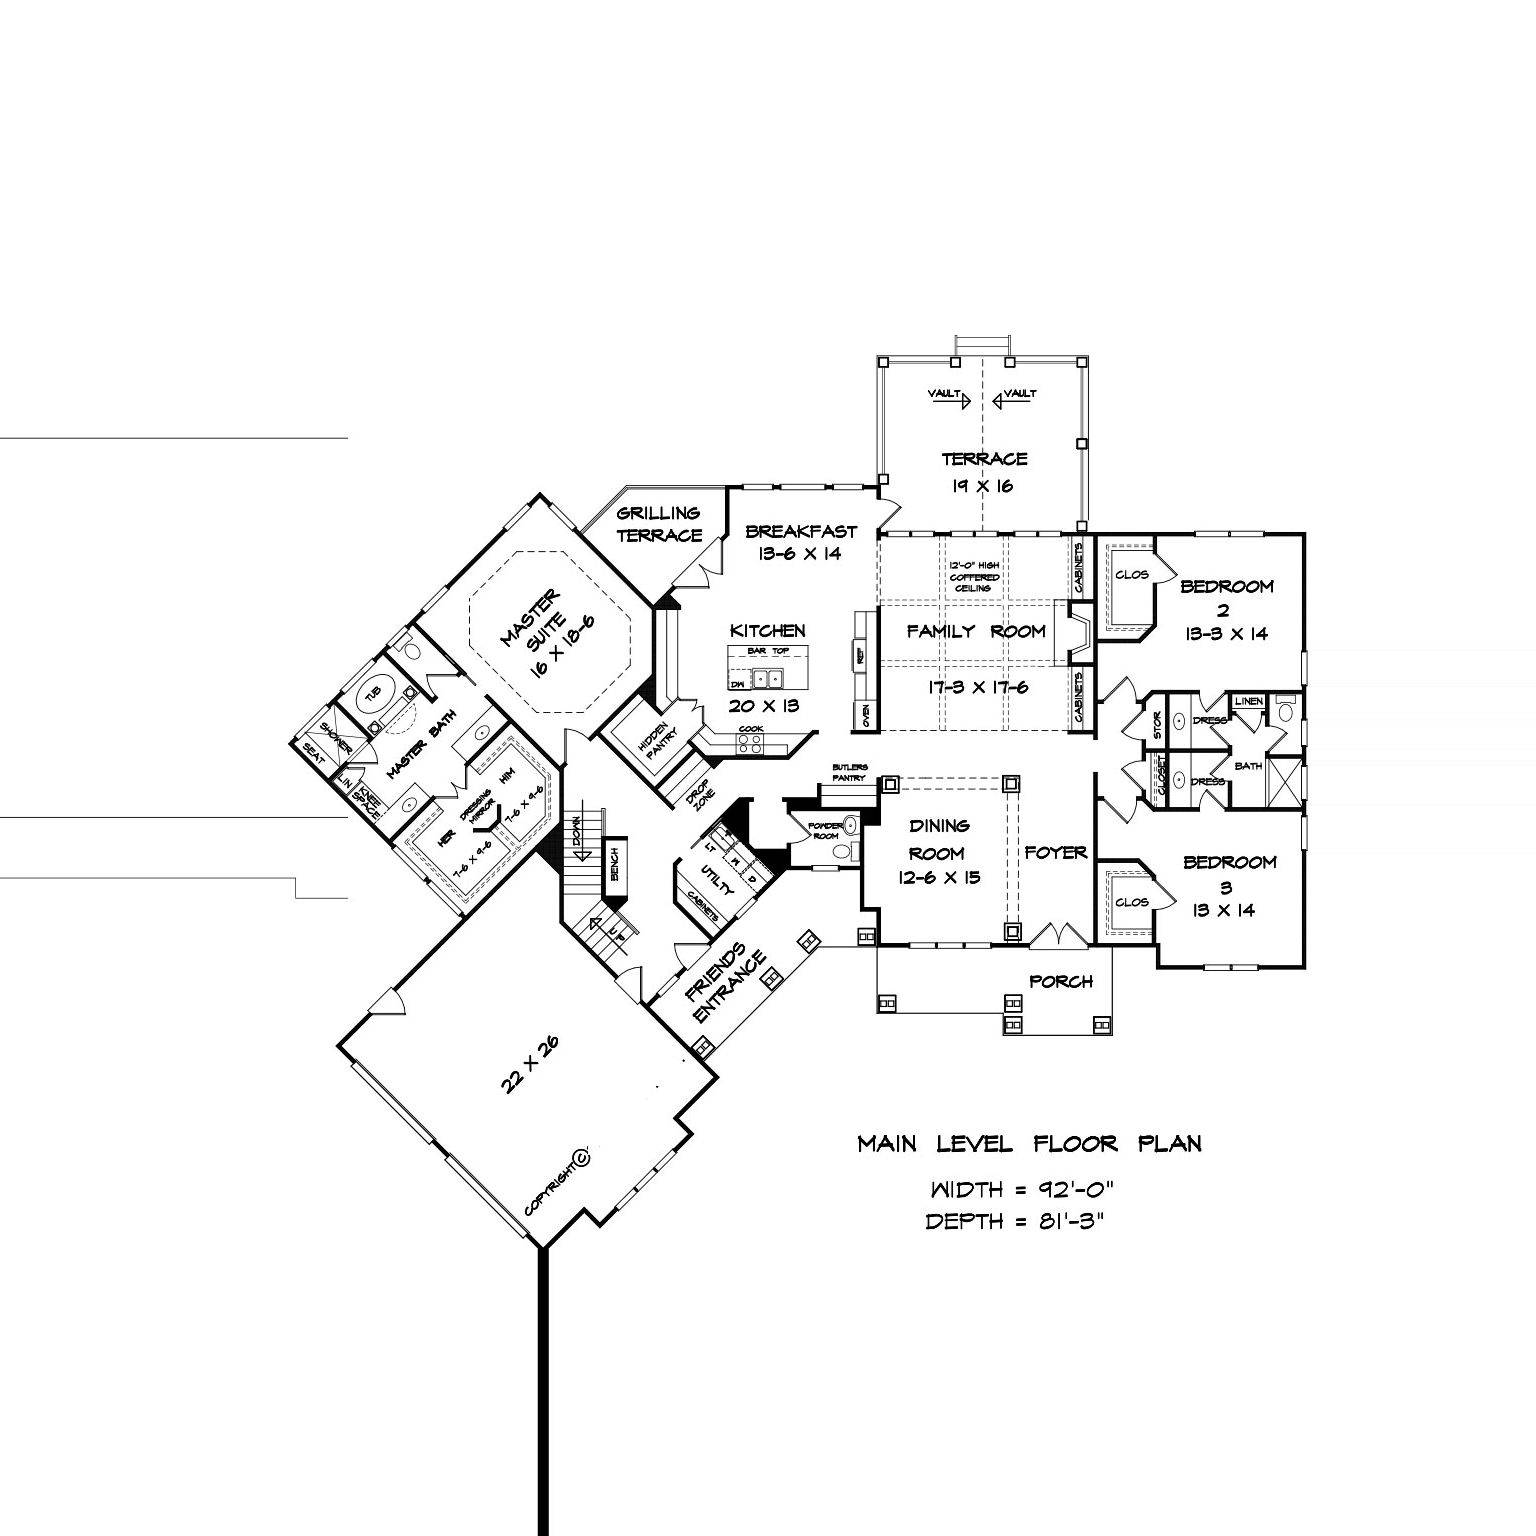 VAULT VAULT
TERRACE
19 X 16
GRILLING
TERRACE
BREAKFAST
13-6 X 14
12'-0" HIGH
COFFERED
CEILING
CABINETS
CLOS
BEDROOM
2
13-3 X 14
MASTER
SUITE
16 X 18-6
KITCHEN
BAR TOP
DW
20 X 13
COOK
REF
OVEN
FAMILY ROOM
17-3 X 17-6
CABINETS
TUB
SHOWER
SEAT
MASTER BATH
LIN
KNEE
SPACE
HIM
7-6 X 9-6
DRESSING
MIRROR
HER
7-6 X 9-6
HIDDEN
PANTRY
DROP
ZONE
BUTLERS
PANTRY
STOR
DRESS
LINEN
BATH
CLOSET
DRESS
DOWN
BENCH
UP
LT
W
D
UTILTY
CABINETS
POWDER
ROOM
DINING
ROOM
12-6 X 15
FOYER
BEDROOM
3
13 X 14
CLOS
FRIENDS
ENTRANCE
PORCH
22 X 26
COPYRIGHT ©
MAIN LEVEL FLOOR PLAN
WIDTH = 92'-0"
DEPTH = 81'-3"